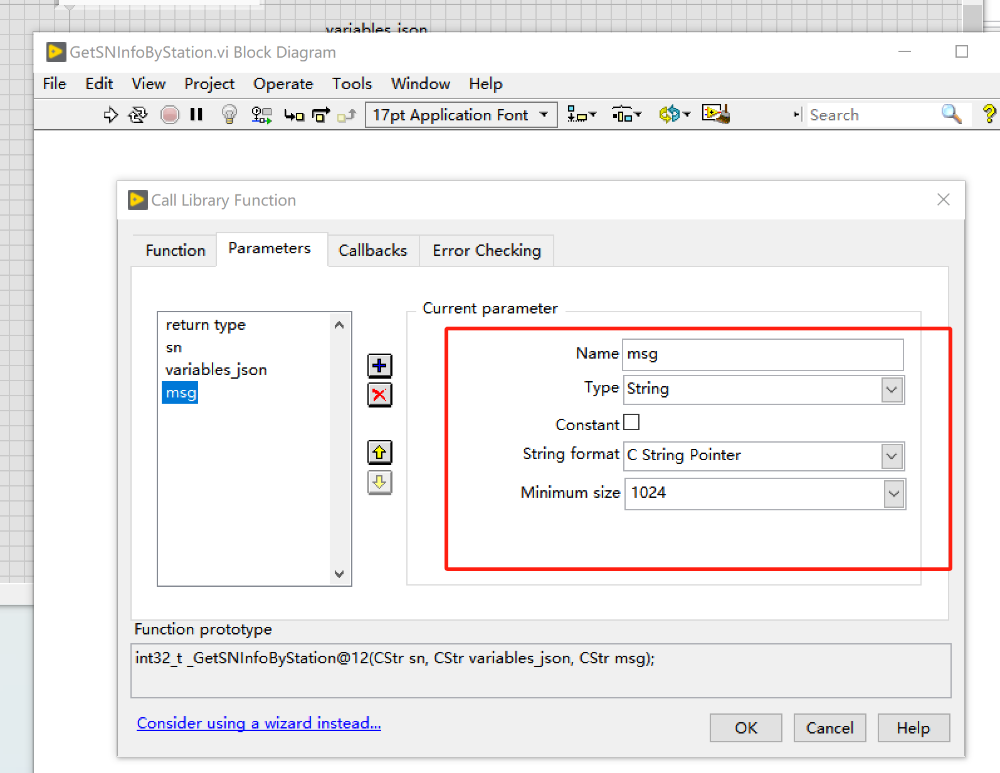 variables_json
GetSNInfoByStation.vi Block Diagram
File Edit View Project Operate Tools Window Help
17pt Application Font
Search
?
Call Library Function
Function Parameters Callbacks Error Checking
Current parameter
return type
sn
variables_json
msg
Name msg
Type String
Constant
String format C String Pointer
Minimum size 1024
Function prototype
int32_t _GetSNInfoByStation@12(CStr sn, CStr variables_json, CStr msg);
Consider using a wizard instead...
OK Cancel Help